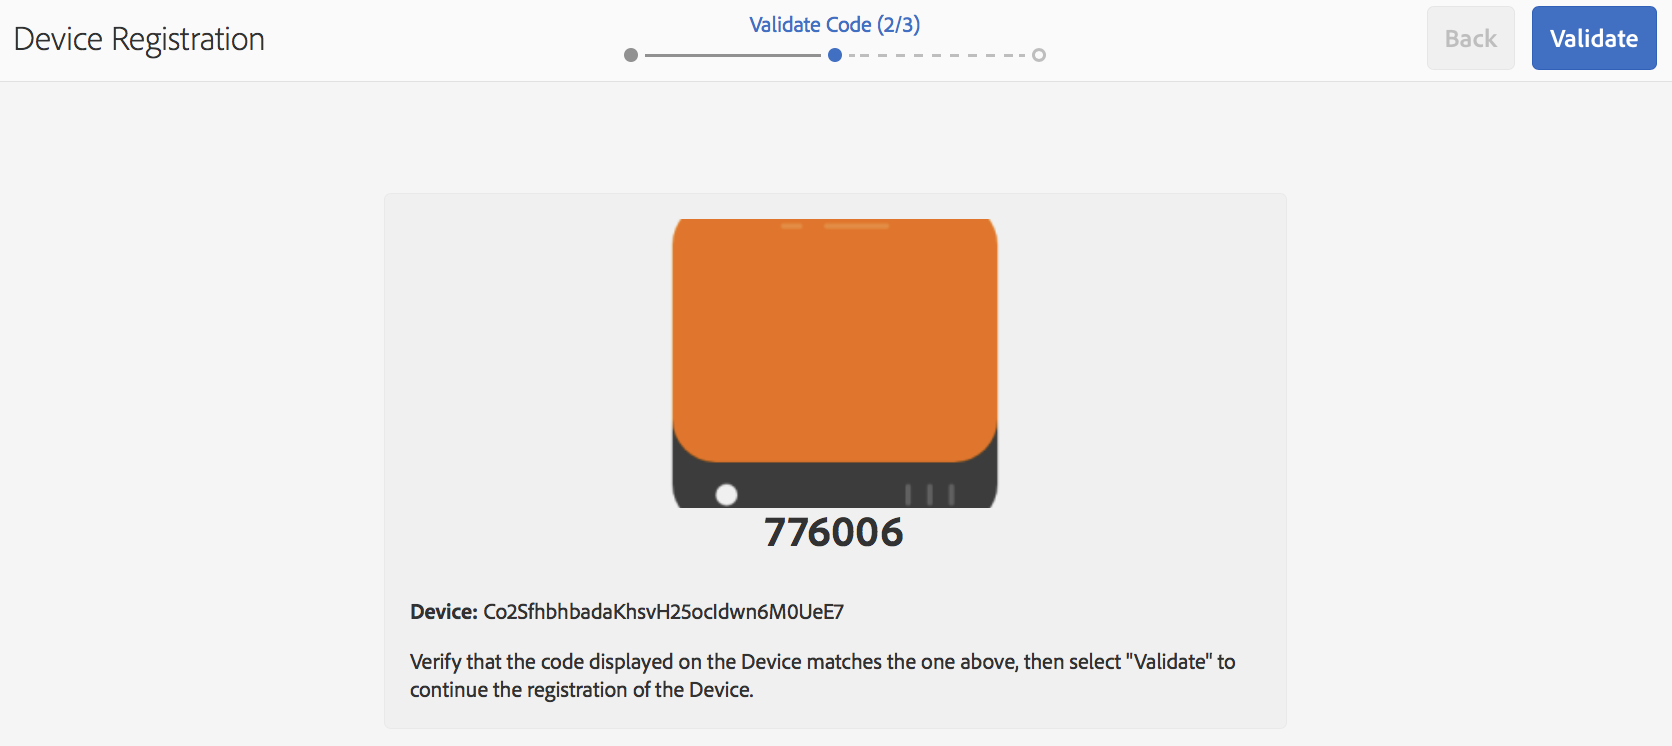 Device Registration
Validate Code (2/3)
Back
Validate
776006
Device: Co2SfhbhbadaKhsvH25ocIdwn6M0UeE7
Verify that the code displayed on the Device matches the one above, then select "Validate" to
continue the registration of the Device.